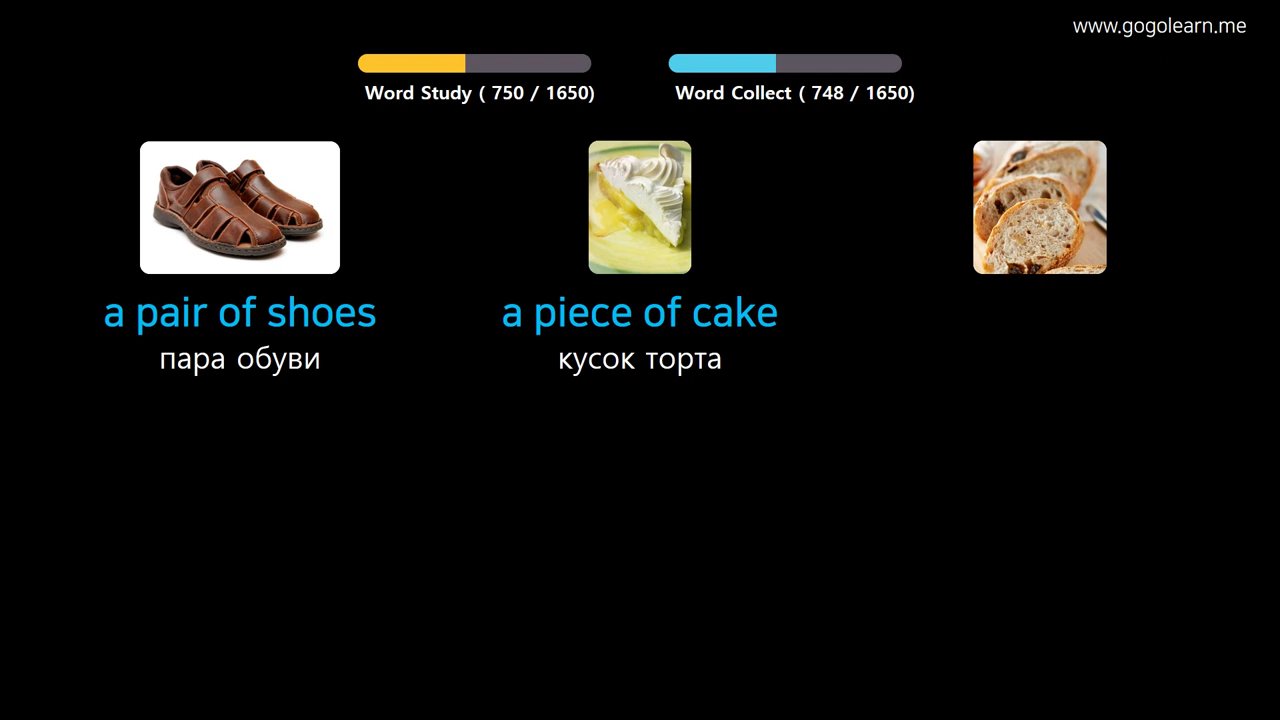 www.gogolearn.me
Word Study ( 750 / 1650)
Word Collect ( 748 / 1650)
a pair of shoes
a piece of cake
пара обуви
кусок торта